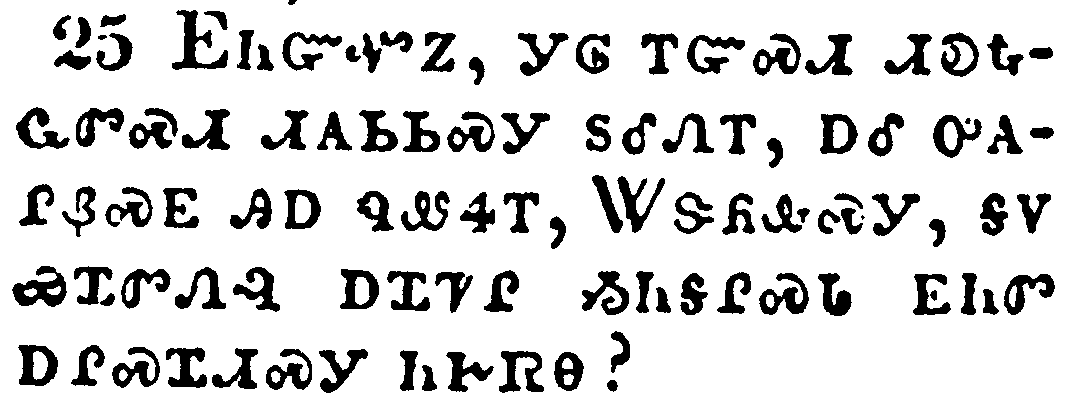 25 ᎬᏂᏳᏉᏃ, ᎩᎶ ᎢᏳᏍᏗ ᏗᎧᎿ-
ᏩᏛᏍᏗ ᏗᎪᏏᏏᏍᎩ ᏚᎴᏁᎢ, ᎠᎴ ᎤᎪ-
ᎵᏰᏍᎬ ᎯᎠ ᏄᏪᏎᎢ, ᏔᏕᏲᎲᏍᎩ, ᎦᏙ
ᏯᏆᏛᏁᎸ ᎠᏆᏤᎵ ᏱᏂᎦᎵᏍᏓ ᎬᏂᏛ
ᎠᎵᏍᏆᏗᏍᎩ ᏂᎨᏒᎾ?